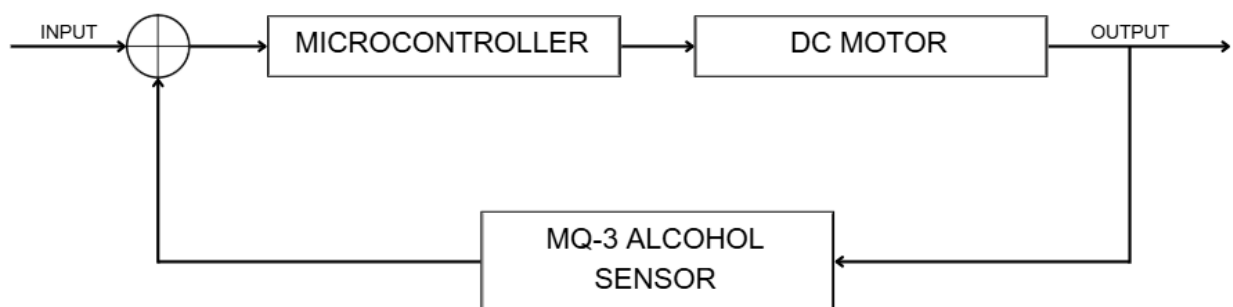 INPUT
MICROCONTROLLER
DC MOTOR
OUTPUT
MQ-3 ALCOHOL
SENSOR